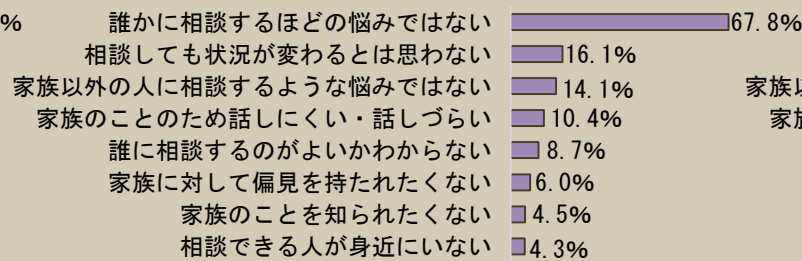 % 誰かに相談するほどの悩みではない 67.8%
相談しても状況が変わるとは思わない 16.1%
家族以外の人に相談するような悩みではない 14.1% 家族以
家族のことのため話しにくい・話しづらい 10.4% 家族
誰に相談するのがよいかわからない 8.7%
家族に対して偏見を持たれたくない 6.0%
家族のことを知られたくない 4.5%
相談できる人が身近にいない 4.3%